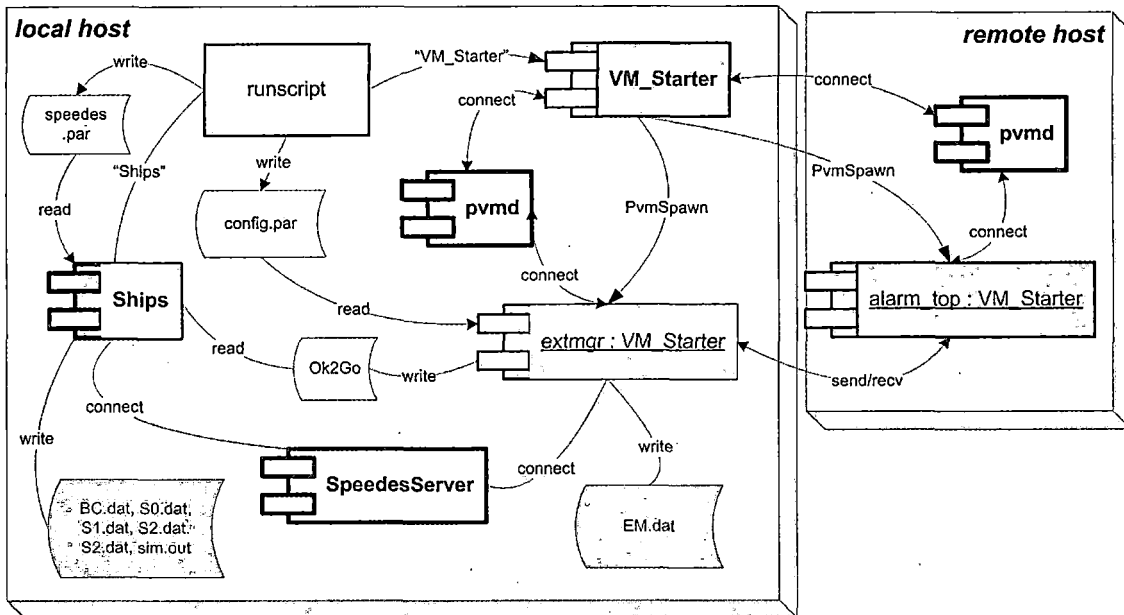 local host
remote host
write
runscript
"VM_Starter"
VM_Starter
connect
speedes
.par
connect
pvmd
"Ships"
write
pvmd
PvmSpawn
read
config.par
PvmSpawn
connect
connect
Ships
alarm_top : VM_Starter
read
extmgr : VM_Starter
read
Ok2Go
write
send/recv
connect
write
write
connect
SpeedesServer
BC.dat, S0.dat,
S1.dat, S2.dat.
S2.dat, sim.out
EM.dat